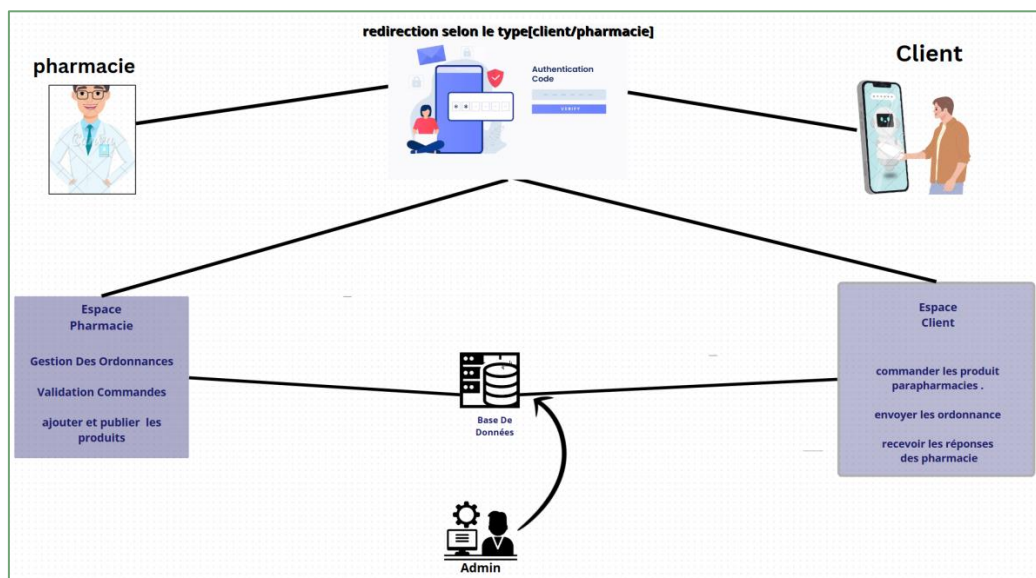 redirection selon le type[client/pharmacie]
pharmacie
Client
Authentication
Code
VERIFY
Espace
Pharmacie
Gestion Des Ordonnances
Validation Commandes
ajouter et publier les
produits
Base De
Données
Espace
Client
commander les produit
parapharmacies .
envoyer les ordonnance
recevoir les réponses
des pharmacie
Admin